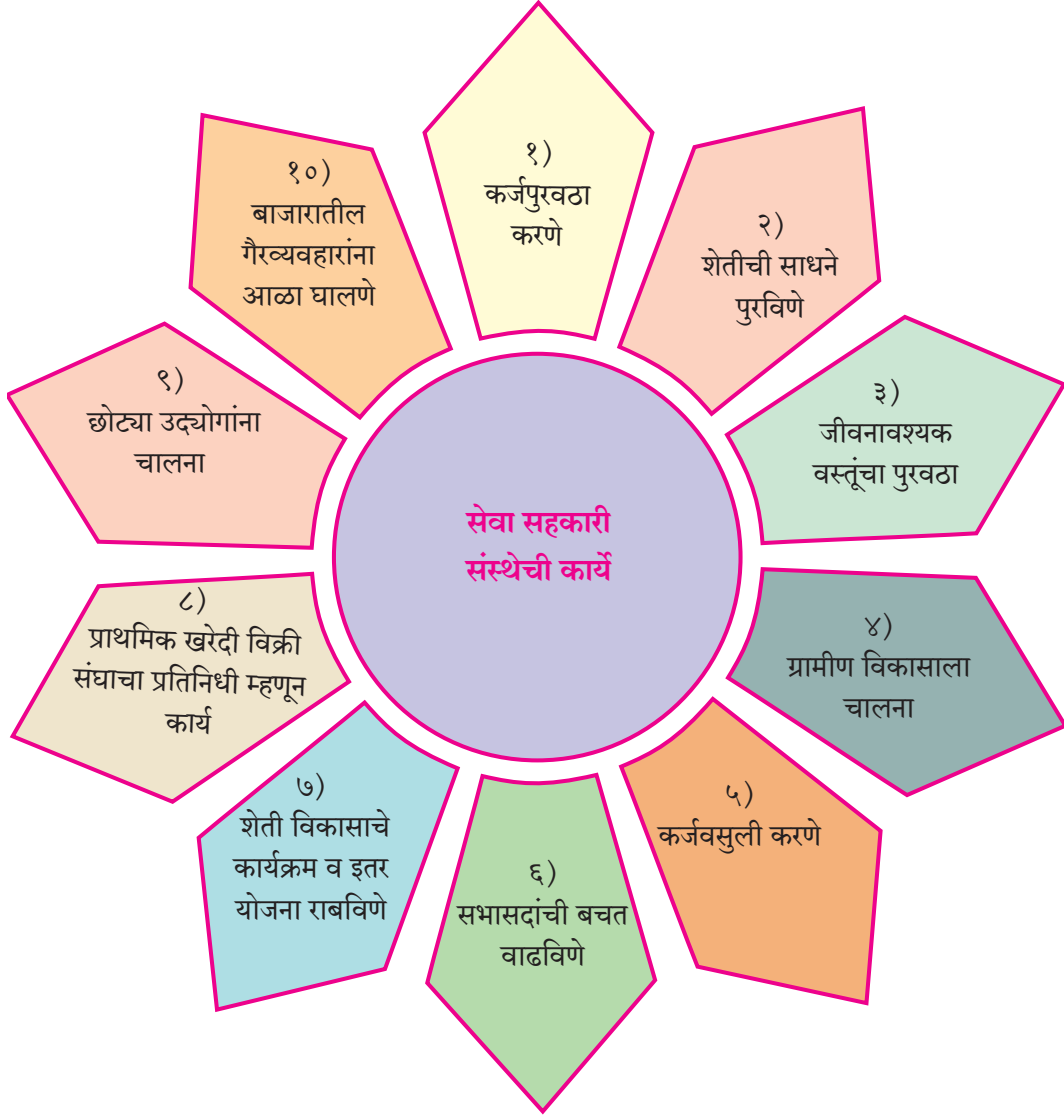 सेवा सहकारी
संस्थेची कार्ये
१)
कर्जपुरवठा
करणे
२)
शेतीची साधने
पुरविणे
३)
जीवनावश्यक
वस्तूंचा पुरवठा
४)
ग्रामीण विकासाला
चालना
५)
कर्जवसुली करणे
६)
सभासदांची बचत
वाढविणे
७)
शेती विकासाचे
कार्यक्रम व इतर
योजना राबविणे
८)
प्राथमिक खरेदी विक्री
संघाचा प्रतिनिधी म्हणून
कार्य
९)
छोट्या उद्योगांना
चालना
१०)
बाजारातील
गैरव्यवहारांना
आळा घालणे